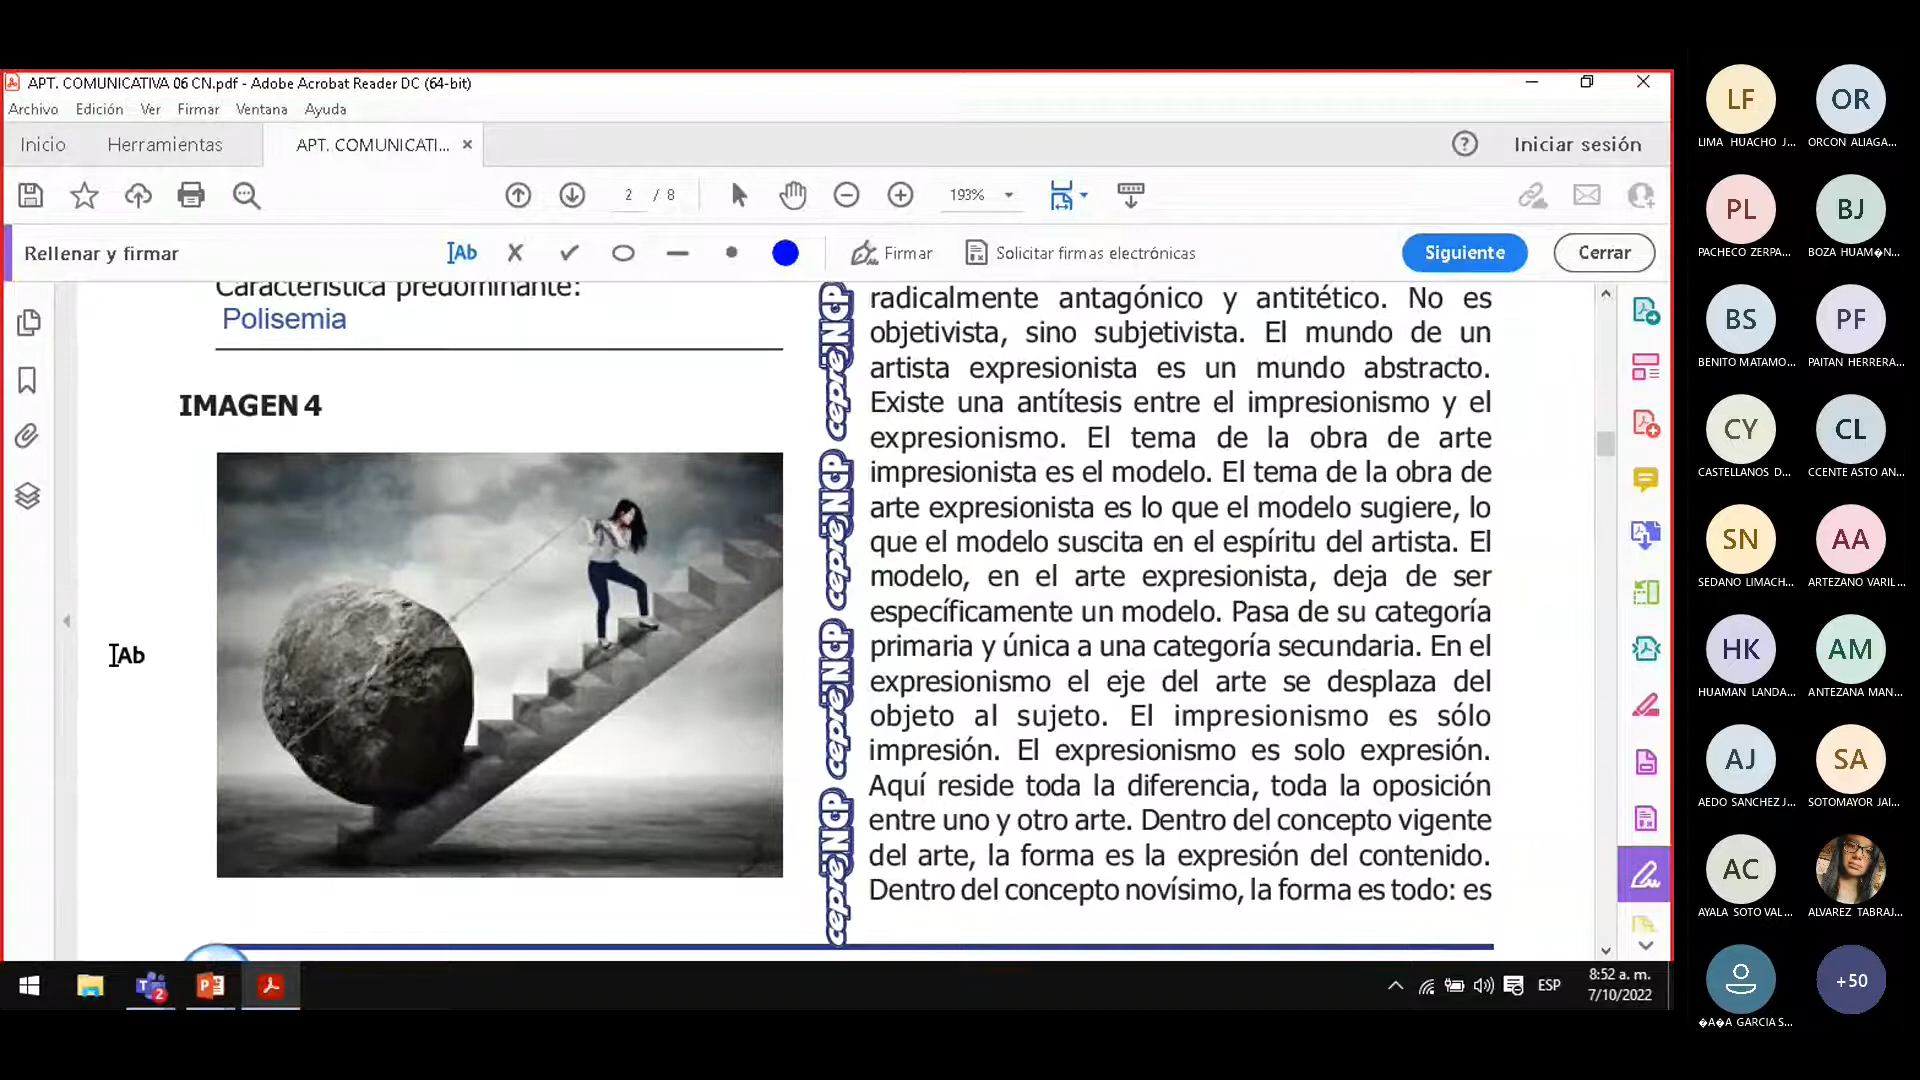 APT. COMUNICATIVA 06 CN.pdf - Adobe Acrobat Reader DC (64-bit)
Archivo Edición Ver Firmar Ventana Ayuda
Inicio Herramientas APT. COMUNICATI... × Iniciar sesión
2 / 8 193%
Rellenar y firmar Ab Firmar Solicitar firmas electrónicas Siguiente Cerrar
Característica predominante:
Polisemia
IMAGEN 4
Ab
cepreUNCP cepreUNCP cepreUNCP cepreUNCP
radicalmente antagónico y antitético. No es
objetivista, sino subjetivista. El mundo de un
artista expresionista es un mundo abstracto.
Existe una antítesis entre el impresionismo y el
expresionismo. El tema de la obra de arte
impresionista es el modelo. El tema de la obra de
arte expresionista es lo que el modelo sugiere, lo
que el modelo suscita en el espíritu del artista. El
modelo, en el arte expresionista, deja de ser
específicamente un modelo. Pasa de su categoría
primaria y única a una categoría secundaria. En el
expresionismo el eje del arte se desplaza del
objeto al sujeto. El impresionismo es sólo
impresión. El expresionismo es solo expresión.
Aquí reside toda la diferencia, toda la oposición
entre uno y otro arte. Dentro del concepto vigente
del arte, la forma es la expresión del contenido.
Dentro del concepto novísimo, la forma es todo: es
2
ESP
8:52 a. m.
7/10/2022
LF OR
LIMA HUACHO J... ORCON ALIAGA...
PL BJ
PACHECO ZERPA... BOZA HUAM�N...
BS PF
BENITO MATAMO... PAITAN HERRERA...
CY CL
CASTELLANOS D... CCENTE ASTO AN...
SN AA
SEDANO LIMACH... ARTEZANO VARIL...
HK AM
HUAMAN LANDA... ANTEZANA MAN...
AJ SA
AEDO SANCHEZ J... SOTOMAYOR JAI...
AC
AYALA SOTO VAL... ALVAREZ TABRAJ...
+50
�A�A GARCIA S...